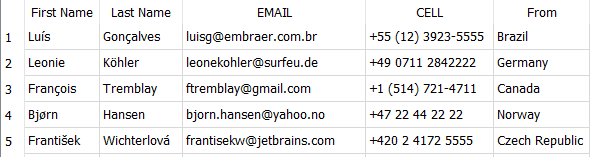 First Name Last Name EMAIL CELL From
1 Luís Gonçalves luisg@embraer.com.br +55 (12) 3923-5555 Brazil
2 Leonie Köhler leonekohler@surfeu.de +49 0711 2842222 Germany
3 François Tremblay ftremblay@gmail.com +1 (514) 721-4711 Canada
4 Bjørn Hansen bjorn.hansen@yahoo.no +47 22 44 22 22 Norway
5 František Wichterlová frantisekw@jetbrains.com +420 2 4172 5555 Czech Republic